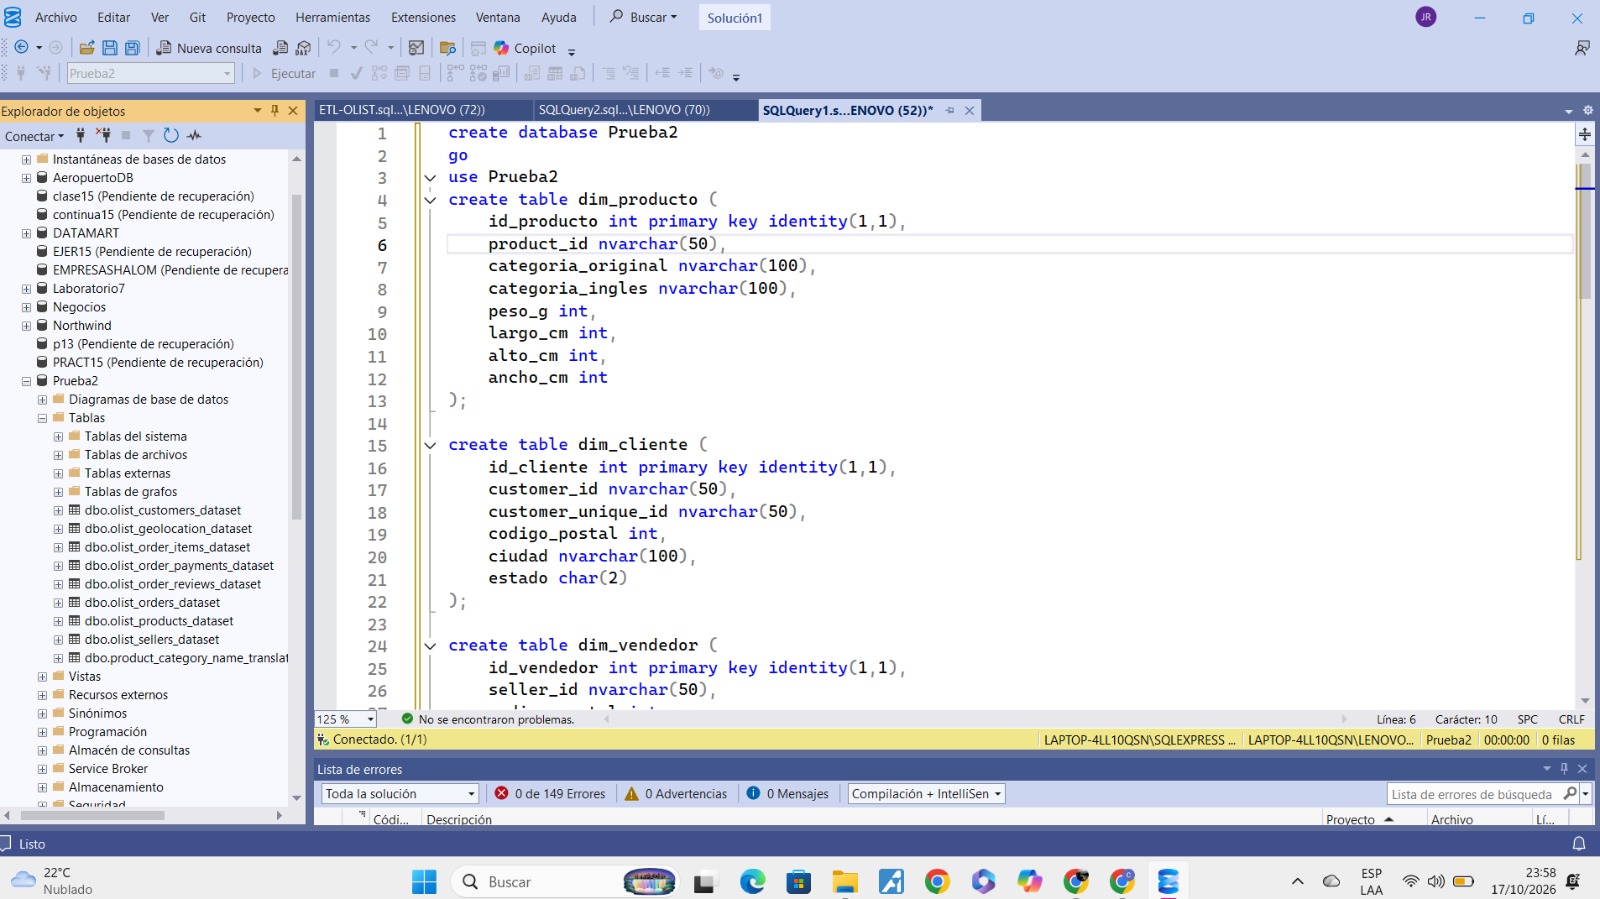 Archivo Editar Ver Git Proyecto Herramientas Extensiones Ventana Ayuda Buscar Solución1 JR
Nueva consulta DAX Copilot
Prueba2 Ejecutar
Explorador de objetos
Conectar
Instantáneas de bases de datos
AeropuertoDB
clase15 (Pendiente de recuperación)
continua15 (Pendiente de recuperación)
DATAMART
EJER15 (Pendiente de recuperación)
EMPRESASHALOM (Pendiente de recupera
Laboratorio7
Negocios
Northwind
p13 (Pendiente de recuperación)
PRACT15 (Pendiente de recuperación)
Prueba2
Diagramas de base de datos
Tablas
Tablas del sistema
Tablas de archivos
Tablas externas
Tablas de grafos
dbo.olist_customers_dataset
dbo.olist_geolocation_dataset
dbo.olist_order_items_dataset
dbo.olist_order_payments_dataset
dbo.olist_order_reviews_dataset
dbo.olist_orders_dataset
dbo.olist_products_dataset
dbo.olist_sellers_dataset
dbo.product_category_name_translat
Vistas
Recursos externos
Sinónimos
Programación
Almacén de consultas
Service Broker
Almacenamiento
Seguridad
ETL-OLIST.sql...\LENOVO (72)) SQLQuery2.sql...\LENOVO (70)) SQLQuery1.s...ENOVO (52))*
1 create database Prueba2
2 go
3 use Prueba2
4 create table dim_producto (
5 id_producto int primary key identity(1,1),
6 product_id nvarchar(50),
7 categoria_original nvarchar(100),
8 categoria_ingles nvarchar(100),
9 peso_g int,
10 largo_cm int,
11 alto_cm int,
12 ancho_cm int
13 );
14
15 create table dim_cliente (
16 id_cliente int primary key identity(1,1),
17 customer_id nvarchar(50),
18 customer_unique_id nvarchar(50),
19 codigo_postal int,
20 ciudad nvarchar(100),
21 estado char(2)
22 );
23
24 create table dim_vendedor (
25 id_vendedor int primary key identity(1,1),
26 seller_id nvarchar(50),
125 % No se encontraron problemas. Línea: 6 Carácter: 10 SPC CRLF
Conectado. (1/1) LAPTOP-4LL10QSN\SQLEXPRESS ... LAPTOP-4LL10QSN\LENOVO... Prueba2 00:00:00 0 filas
Lista de errores
Toda la solución 0 de 149 Errores 0 Advertencias 0 Mensajes Compilación + IntelliSen Lista de errores de búsqueda
Códi... Descripción Proyecto Archivo Lí...
Listo
22°C
Nublado
Buscar
ESP
LAA
23:58
17/10/2026